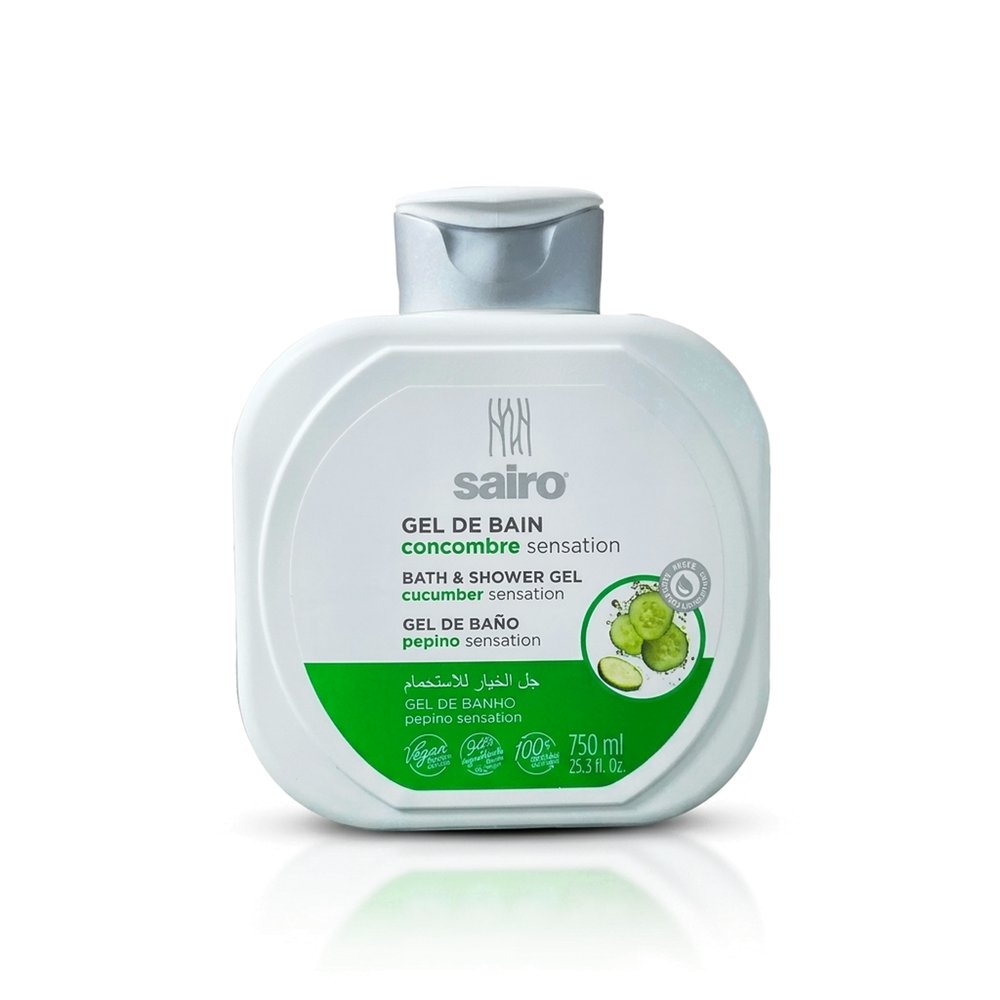 sairo®
GEL DE BAIN
concombre sensation
BATH & SHOWER GEL
cucumber sensation
GEL DE BAÑO
pepino sensation
جل الخيار للاستحمام
GEL DE BANHO
pepino sensation
Vegan
100%
750 ml
25.3 fl. Oz.